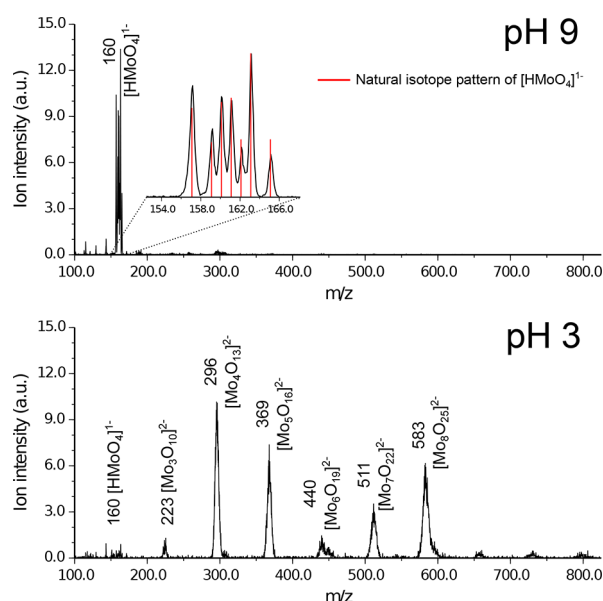 pH 9
Ion intensity (a.u.)
15.0
12.0
9.0
6.0
3.0
0.0
160
[HMoO₄]¹⁻
Natural isotope pattern of [HMoO₄]¹⁻
154.0 158.0 162.0 166.0
100.0 200.0 300.0 400.0 500.0 600.0 700.0 800.0
m/z
pH 3
Ion intensity (a.u.)
15.0
12.0
9.0
6.0
3.0
0.0
160 [HMoO₄]¹⁻
223 [Mo₃O₁₀]²⁻
296
[Mo₄O₁₃]²⁻
369
[Mo₅O₁₆]²⁻
440
[Mo₆O₁₉]²⁻
511
[Mo₇O₂₂]²⁻
583
[Mo₈O₂₅]²⁻
100.0 200.0 300.0 400.0 500.0 600.0 700.0 800.0
m/z